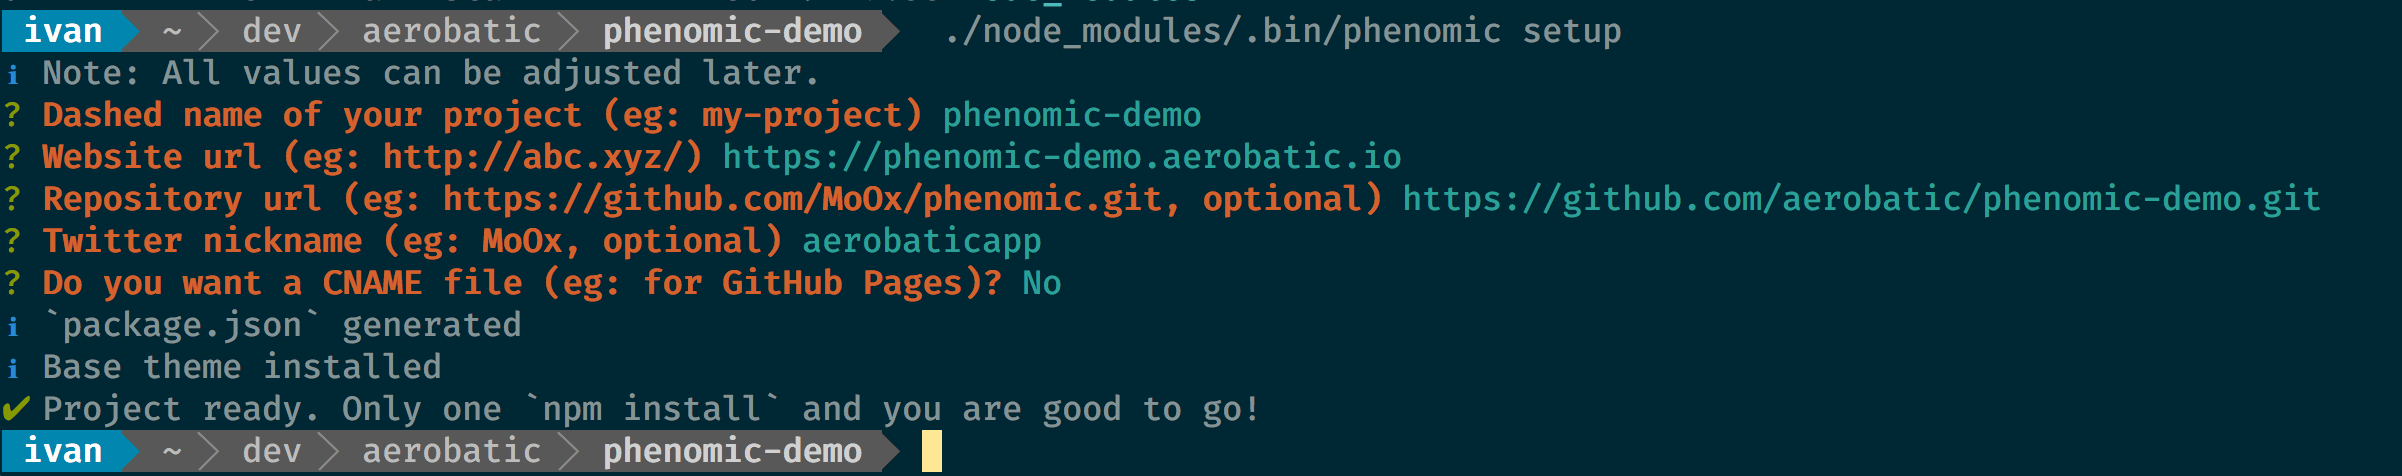 ivan ~ dev aerobatic phenomic-demo ./node_modules/.bin/phenomic setup
i Note: All values can be adjusted later.
? Dashed name of your project (eg: my-project) phenomic-demo
? Website url (eg: http://abc.xyz/) https://phenomic-demo.aerobatic.io
? Repository url (eg: https://github.com/MoOx/phenomic.git, optional) https://github.com/aerobatic/phenomic-demo.git
? Twitter nickname (eg: MoOx, optional) aerobaticapp
? Do you want a CNAME file (eg: for GitHub Pages)? No
i `package.json` generated
i Base theme installed
✔ Project ready. Only one `npm install` and you are good to go!
ivan ~ dev aerobatic phenomic-demo